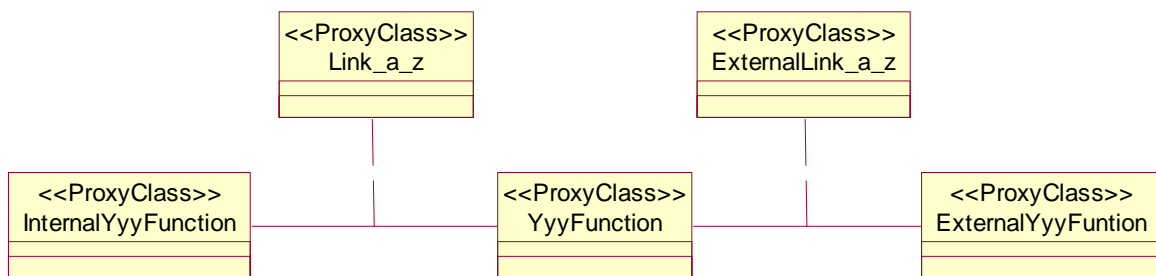 <<ProxyClass>>
Link_a_z
<<ProxyClass>>
ExternalLink_a_z
<<ProxyClass>>
InternalYyyFunction
<<ProxyClass>>
YyyFunction
<<ProxyClass>>
ExternalYyyFuntion